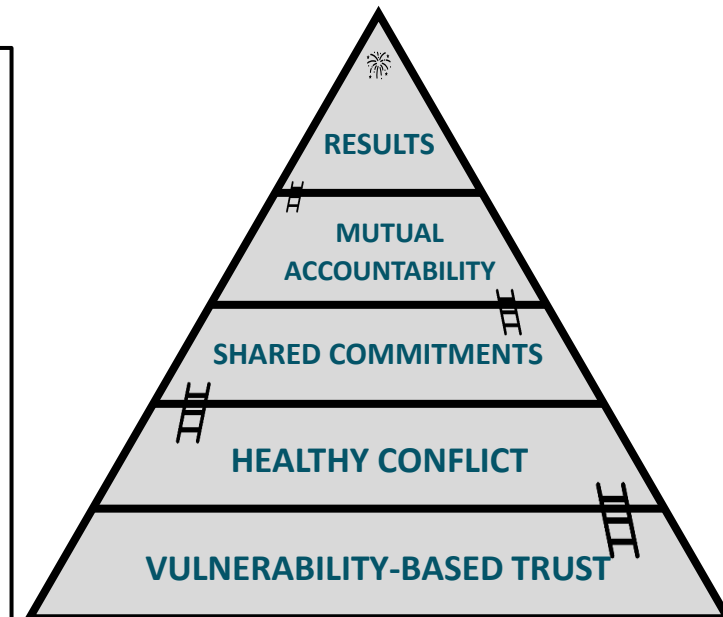 RESULTS
MUTUAL
ACCOUNTABILITY
SHARED COMMITMENTS
HEALTHY CONFLICT
VULNERABILITY-BASED TRUST